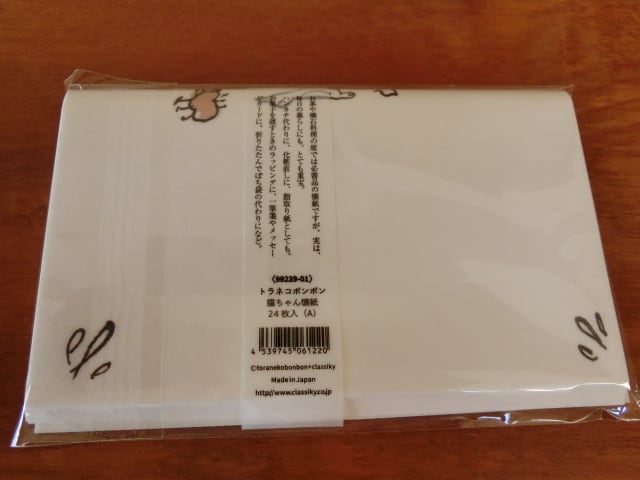 お茶や懐石料理の席では必需品の懐紙ですが、実は、
毎日の暮らしにも、とても重宝。
ハンカチ代わりに、化粧直しに、脂取り紙としても。
お菓子を渡すときのラッピングに、一筆箋やメッセー
ジカードに、折りたたんでぽち袋の代わりになど。
〈99239-01〉
トラネコボンボン
猫ちゃん懐紙
24枚入（A）
4 539745 061220
©toranekobonbon+classiky
Made in Japan
http//www.classiky.co.jp